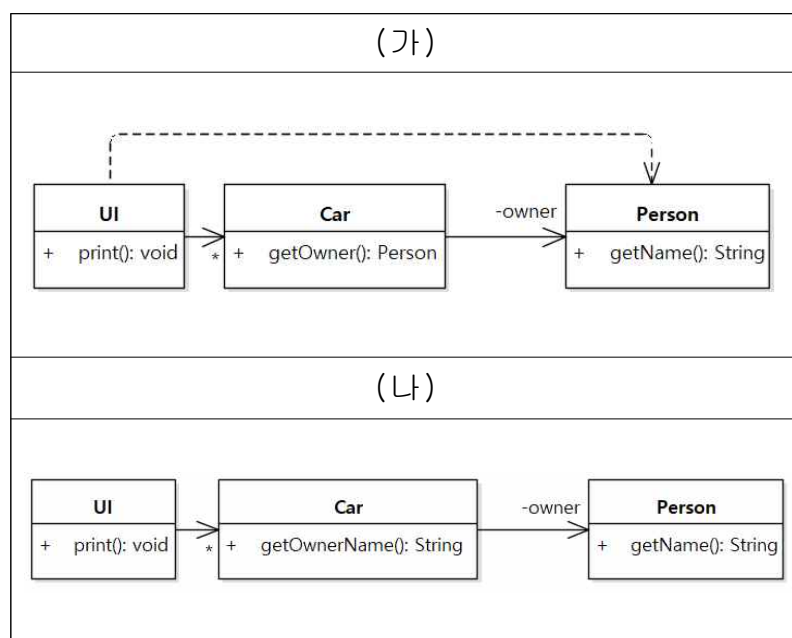 (가)
UI
Car
-owner
Person
+ print(): void
*
+ getOwner(): Person
+ getName(): String
(나)
UI
Car
-owner
Person
+ print(): void
*
+ getOwnerName(): String
+ getName(): String